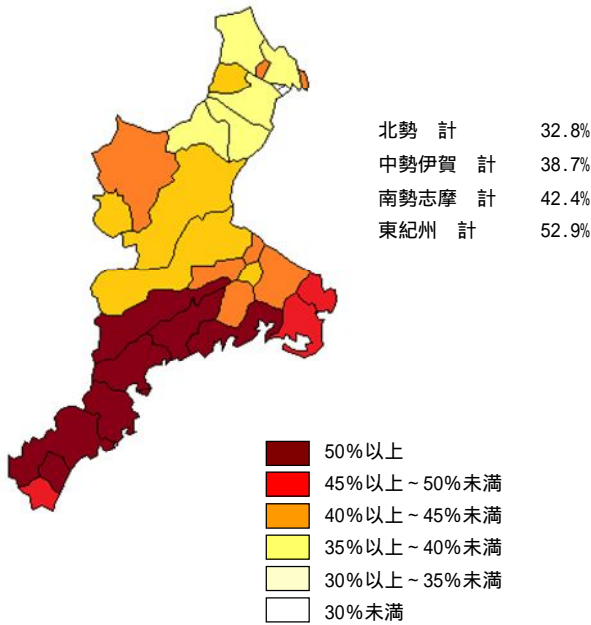 北勢　計　32.8%
中勢伊賀　計　38.7%
南勢志摩　計　42.4%
東紀州　計　52.9%
50%以上
45%以上~50%未満
40%以上~45%未満
35%以上~40%未満
30%以上~35%未満
30%未満